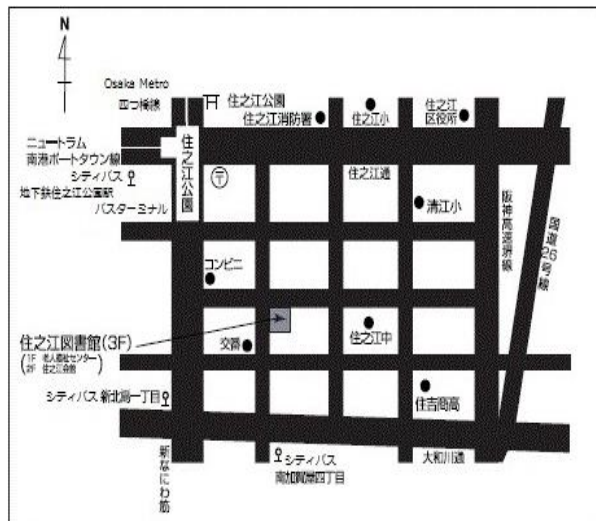 N
Osaka Metro
四つ橋線
住之江公園
住之江消防署
住之江小
住之江
区役所
ニュートラム
南港ポートタウン線
シティバス
地下鉄住之江公園駅
バスターミナル
住之江公園
〒
住之江通
清江小
阪神高速堺線
国道26号線
コンビニ
住之江図書館(3F)
(1F 老人福祉センター
2F 住之江会館)
交番
住之江中
シティバス 新北島一丁目
住吉商高
新なにわ筋
シティバス
南加賀屋四丁目
大和川通